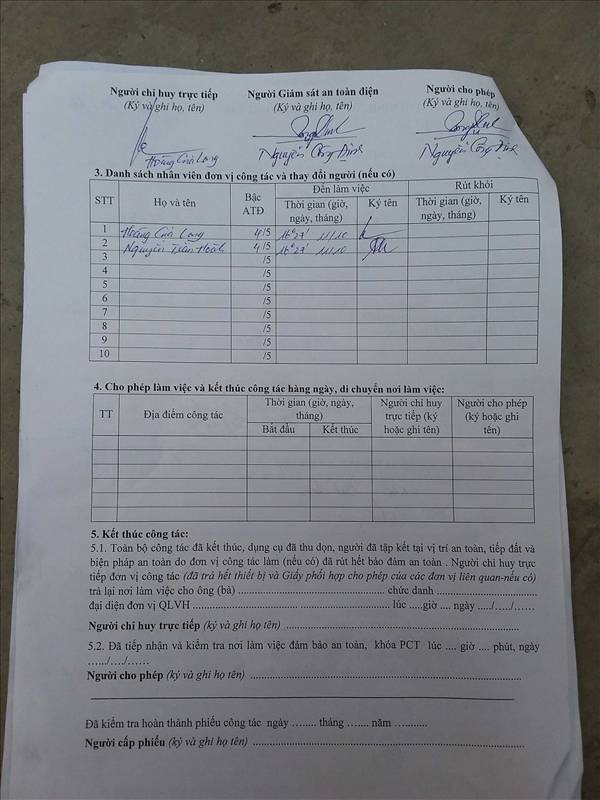 Người chỉ huy trực tiếp Người Giám sát an toàn điện Người cho phép
(Ký và ghi họ, tên) (Ký và ghi họ, tên) (Ký và ghi họ, tên)
Hoàng Cửu Long Nguyễn Công Định Nguyễn Công Định
3. Danh sách nhân viên đơn vị công tác và thay đổi người (nếu có)
STT Họ và tên Bậc ATĐ Đến làm việc Rút khỏi
Thời gian (giờ, ngày, tháng) Ký tên Thời gian (giờ, ngày, tháng) Ký tên
1 Hoàng Cửu Long 4/5 16h27' 11/10
2 Nguyễn Tiến 4/5 16h27' 11/10
3 /5
4 /5
5 /5
6 /5
7 /5
8 /5
9 /5
10 /5
4. Cho phép làm việc và kết thúc công tác hàng ngày, di chuyển nơi làm việc:
TT Địa điểm công tác Thời gian (giờ, ngày, tháng) Người chỉ huy trực tiếp (ký hoặc ghi tên) Người cho phép (ký hoặc ghi tên)
Bắt đầu Kết thúc
5. Kết thúc công tác:
5.1. Toàn bộ công tác đã kết thúc, dụng cụ đã thu dọn, người đã tập kết tại vị trí an toàn, tiếp đất và
biện pháp an toàn do đơn vị công tác làm (nếu có) đã rút hết bảo đảm an toàn . Người chỉ huy trực
tiếp đơn vị công tác (đã trả hết thiết bị và Giấy phối hợp cho phép của các đơn vị liên quan-nếu có)
trả lại nơi làm việc cho ông (bà) ........................................ chức danh ............................
đại diện đơn vị QLVH .............................. ............................ lúc .....giờ .... ngày ...../...../......
Người chỉ huy trực tiếp (ký và ghi họ tên) ............................................................
5.2. Đã tiếp nhận và kiểm tra nơi làm việc đảm bảo an toàn, khóa PCT lúc .... giờ .... phút, ngày
....../..../......
Người cho phép (ký và ghi họ tên) ......................................................................
Đã kiểm tra hoàn thành phiếu công tác ngày ........ tháng ....... năm ..........
Người cấp phiếu (ký và ghi họ tên) ......................................................................